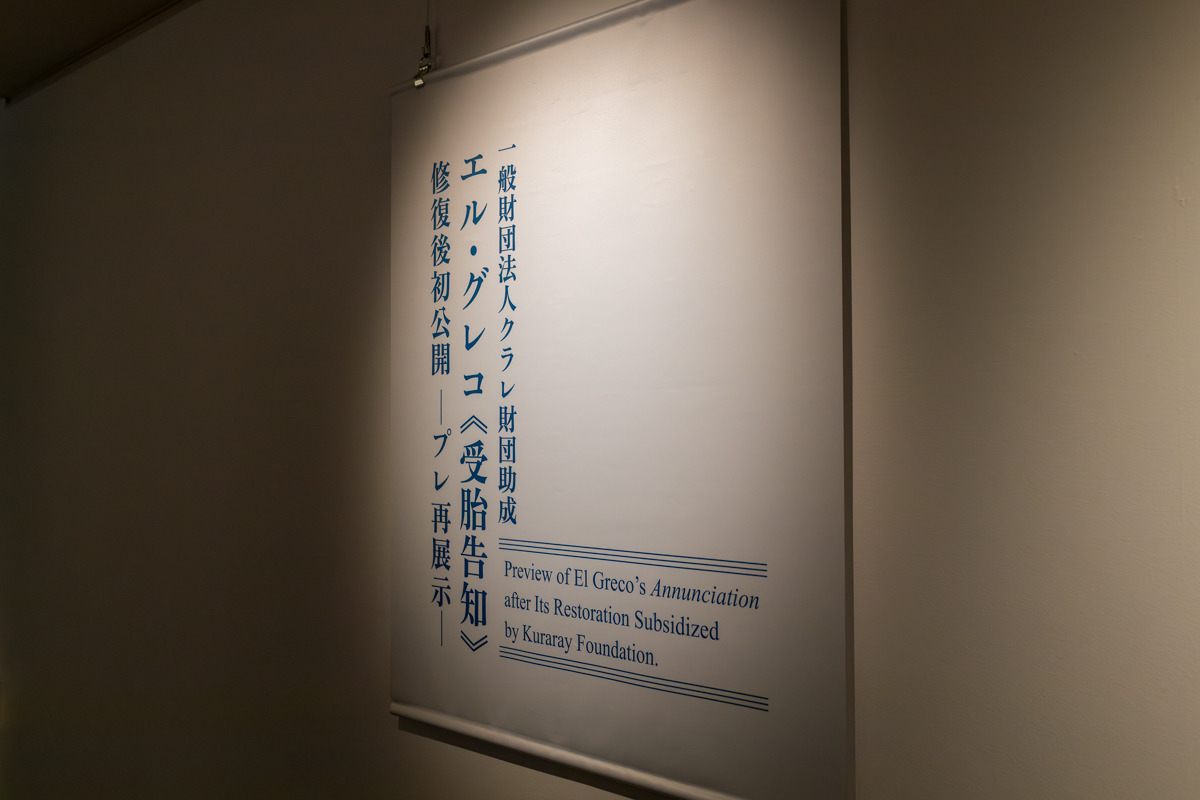 一般財団法人クラレ財団助成
エル・グレコ《受胎告知》
修復後初公開 ―プレ再展示―
Preview of El Greco's Annunciation
after Its Restoration Subsidized
by Kuraray Foundation.